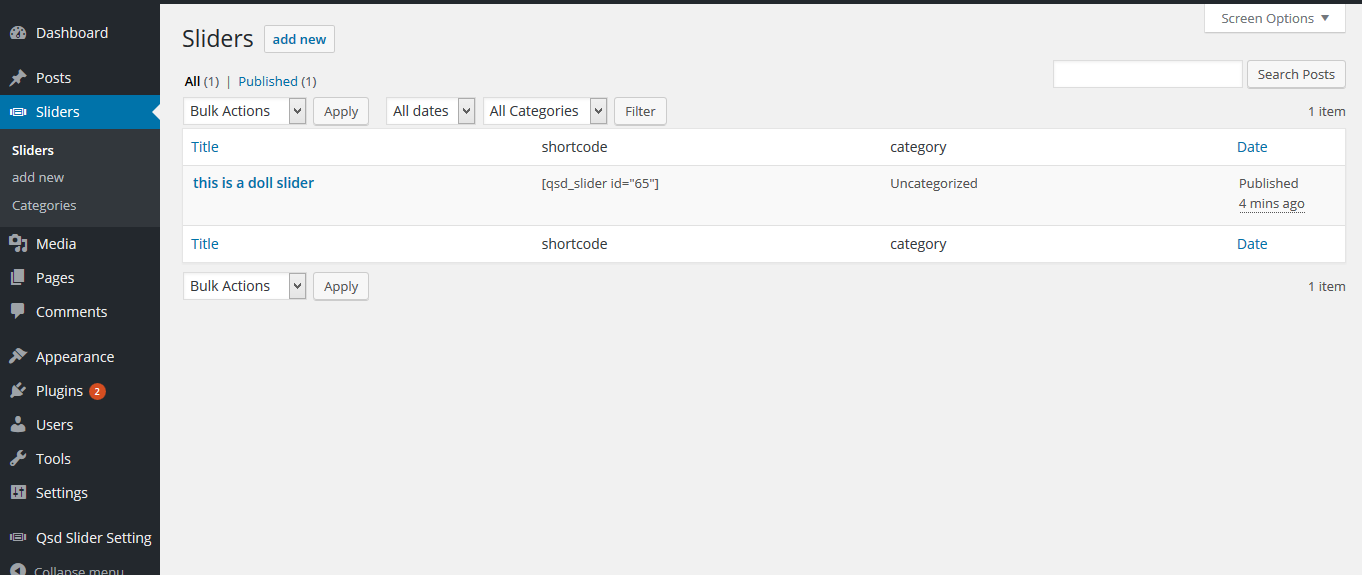 Dashboard
Posts
Sliders
Sliders
add new
Categories
Media
Pages
Comments
Appearance
Plugins 2
Users
Tools
Settings
Qsd Slider Setting
Collapse menu
Screen Options
Sliders add new
All (1) | Published (1)
Search Posts
Bulk Actions Apply All dates All Categories Filter 1 item
Title shortcode category Date
this is a doll slider [qsd_slider id="65"] Uncategorized Published
4 mins ago
Title shortcode category Date
Bulk Actions Apply 1 item